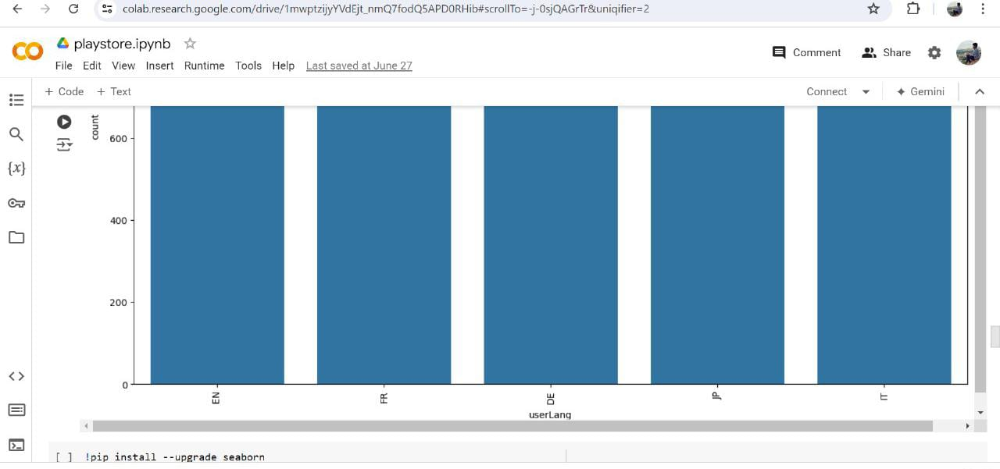 colab.research.google.com/drive/1mwptzijyYVdEjt_nmQ7fodQ5APD0RHib#scrollTo=-j-0sjQAGrTr&uniqifier=2
playstore.ipynb
File Edit View Insert Runtime Tools Help Last saved at June 27
Comment Share
+ Code + Text
Connect Gemini
{x}
count
600
400
200
0
EN FR DE JP IT
userLang
[ ] !pip install --upgrade seaborn